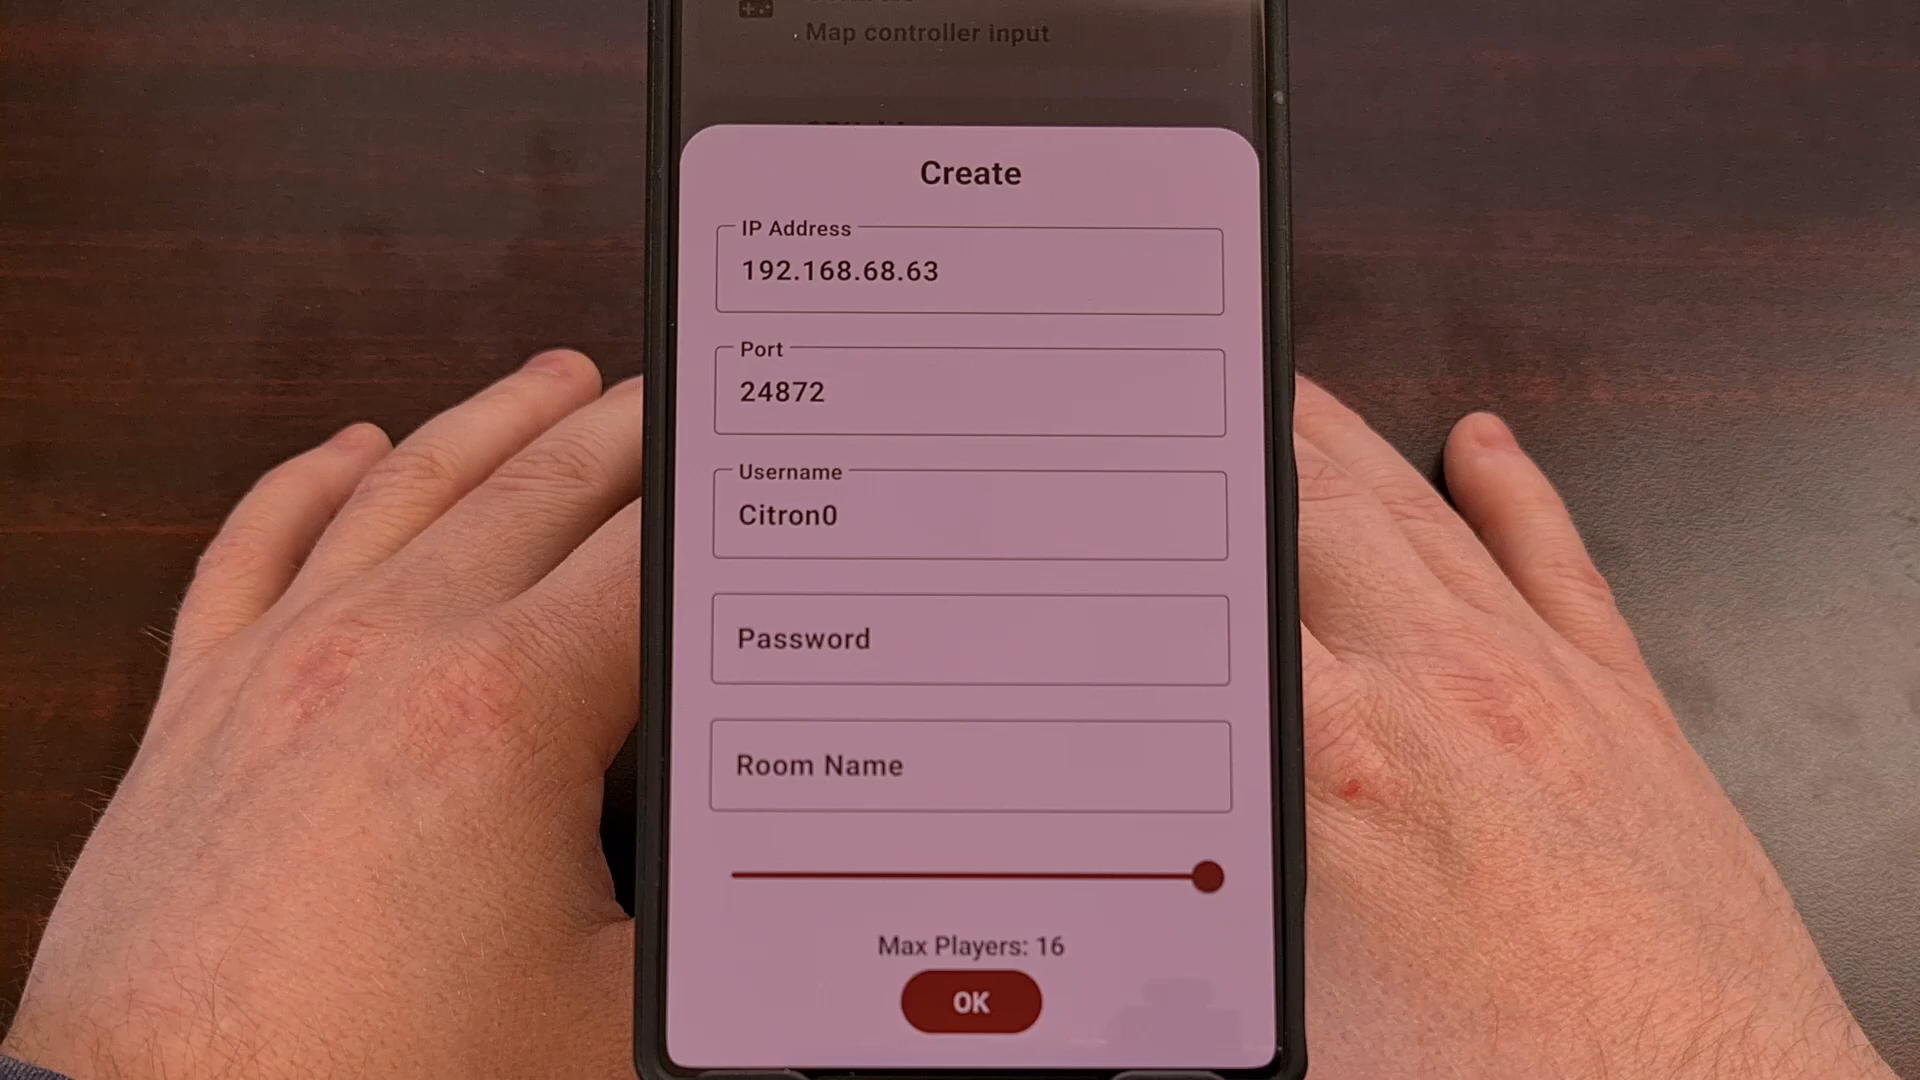 Map controller input
Create
IP Address
192.168.68.63
Port
24872
Username
Citron0
Password
Room Name
Max Players: 16
OK